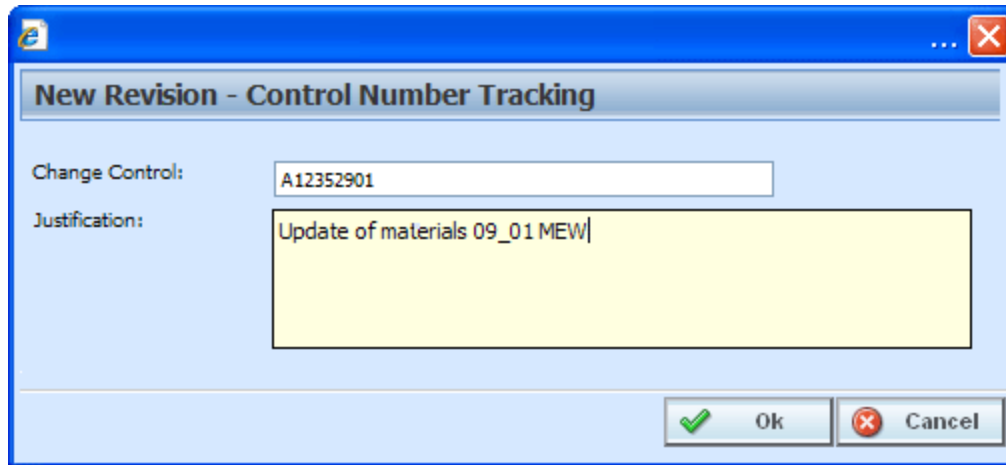 ...
New Revision - Control Number Tracking
Change Control:
A12352901
Justification:
Update of materials 09_01 MEW
Ok
Cancel